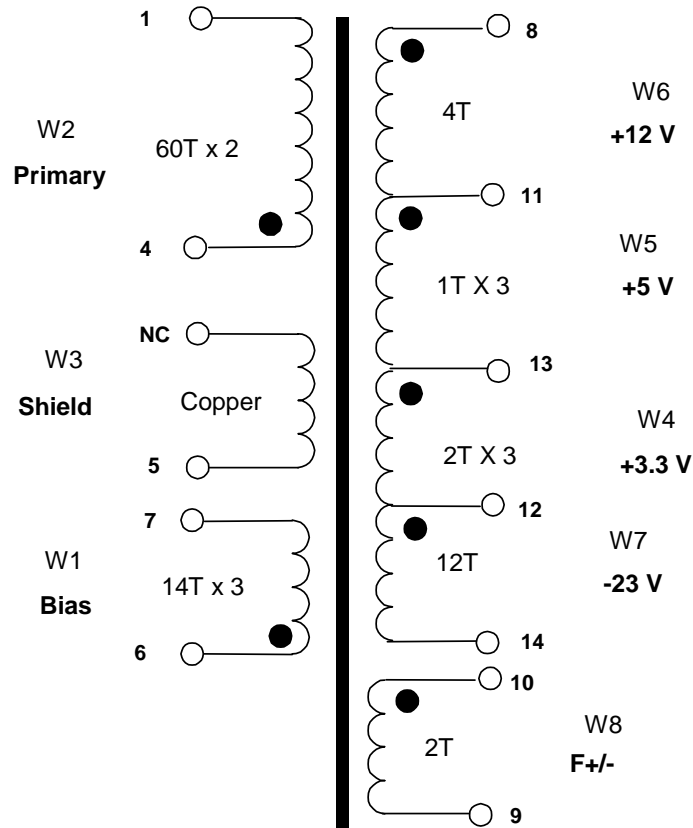 1
W2
Primary
60T x 2
4
NC
W3
Shield
Copper
5
7
W1
Bias
14T x 3
6
8
4T
W6
+12 V
11
1T X 3
W5
+5 V
13
2T X 3
W4
+3.3 V
12
12T
W7
-23 V
14
10
2T
W8
F+/-
9